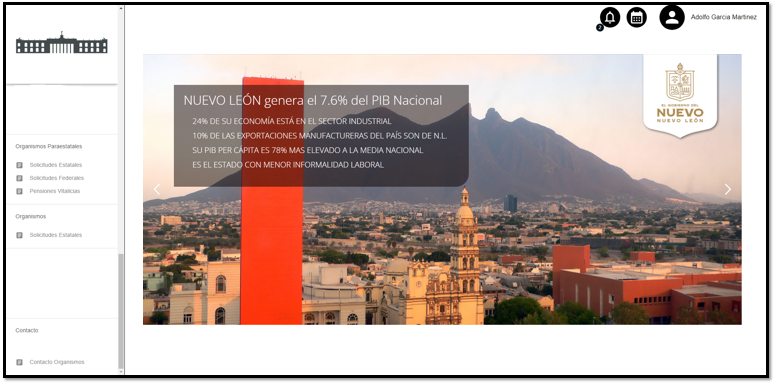 2
Adolfo Garcia Martinez
Organismos Paraestatales
Solicitudes Estatales
Solicitudes Federales
Pensiones Vitalicias
Organismos
Solicitudes Estatales
Contacto
Contacto Organismos
NUEVO LEÓN genera el 7.6% del PIB Nacional
24% DE SU ECONOMÍA ESTÁ EN EL SECTOR INDUSTRIAL
10% DE LAS EXPORTACIONES MANUFACTURERAS DEL PAÍS SON DE N.L.
SU PIB PER CÁPITA ES 78% MAS ELEVADO A LA MEDIA NACIONAL
ES EL ESTADO CON MENOR INFORMALIDAD LABORAL
EL GOBIERNO DEL
NUEVO
NUEVO LEÓN